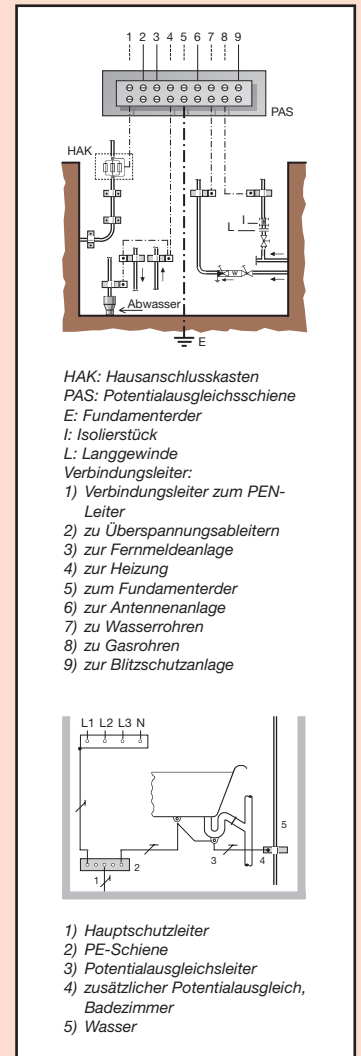 1 2 3 4 5 6 7 8 9
PAS
HAK
I
L
W
Abwasser
E
HAK: Hausanschlusskasten
PAS: Potentialausgleichsschiene
E: Fundamenterder
I: Isolierstück
L: Langgewinde
Verbindungsleiter:
1) Verbindungsleiter zum PEN-
Leiter
2) zu Überspannungsableitern
3) zur Fernmeldeanlage
4) zur Heizung
5) zum Fundamenterder
6) zur Antennenanlage
7) zu Wasserrohren
8) zu Gasrohren
9) zur Blitzschutzanlage
L1 L2 L3 N
5
2
3
4
1
1) Hauptschutzleiter
2) PE-Schiene
3) Potentialausgleichsleiter
4) zusätzlicher Potentialausgleich,
Badezimmer
5) Wasser